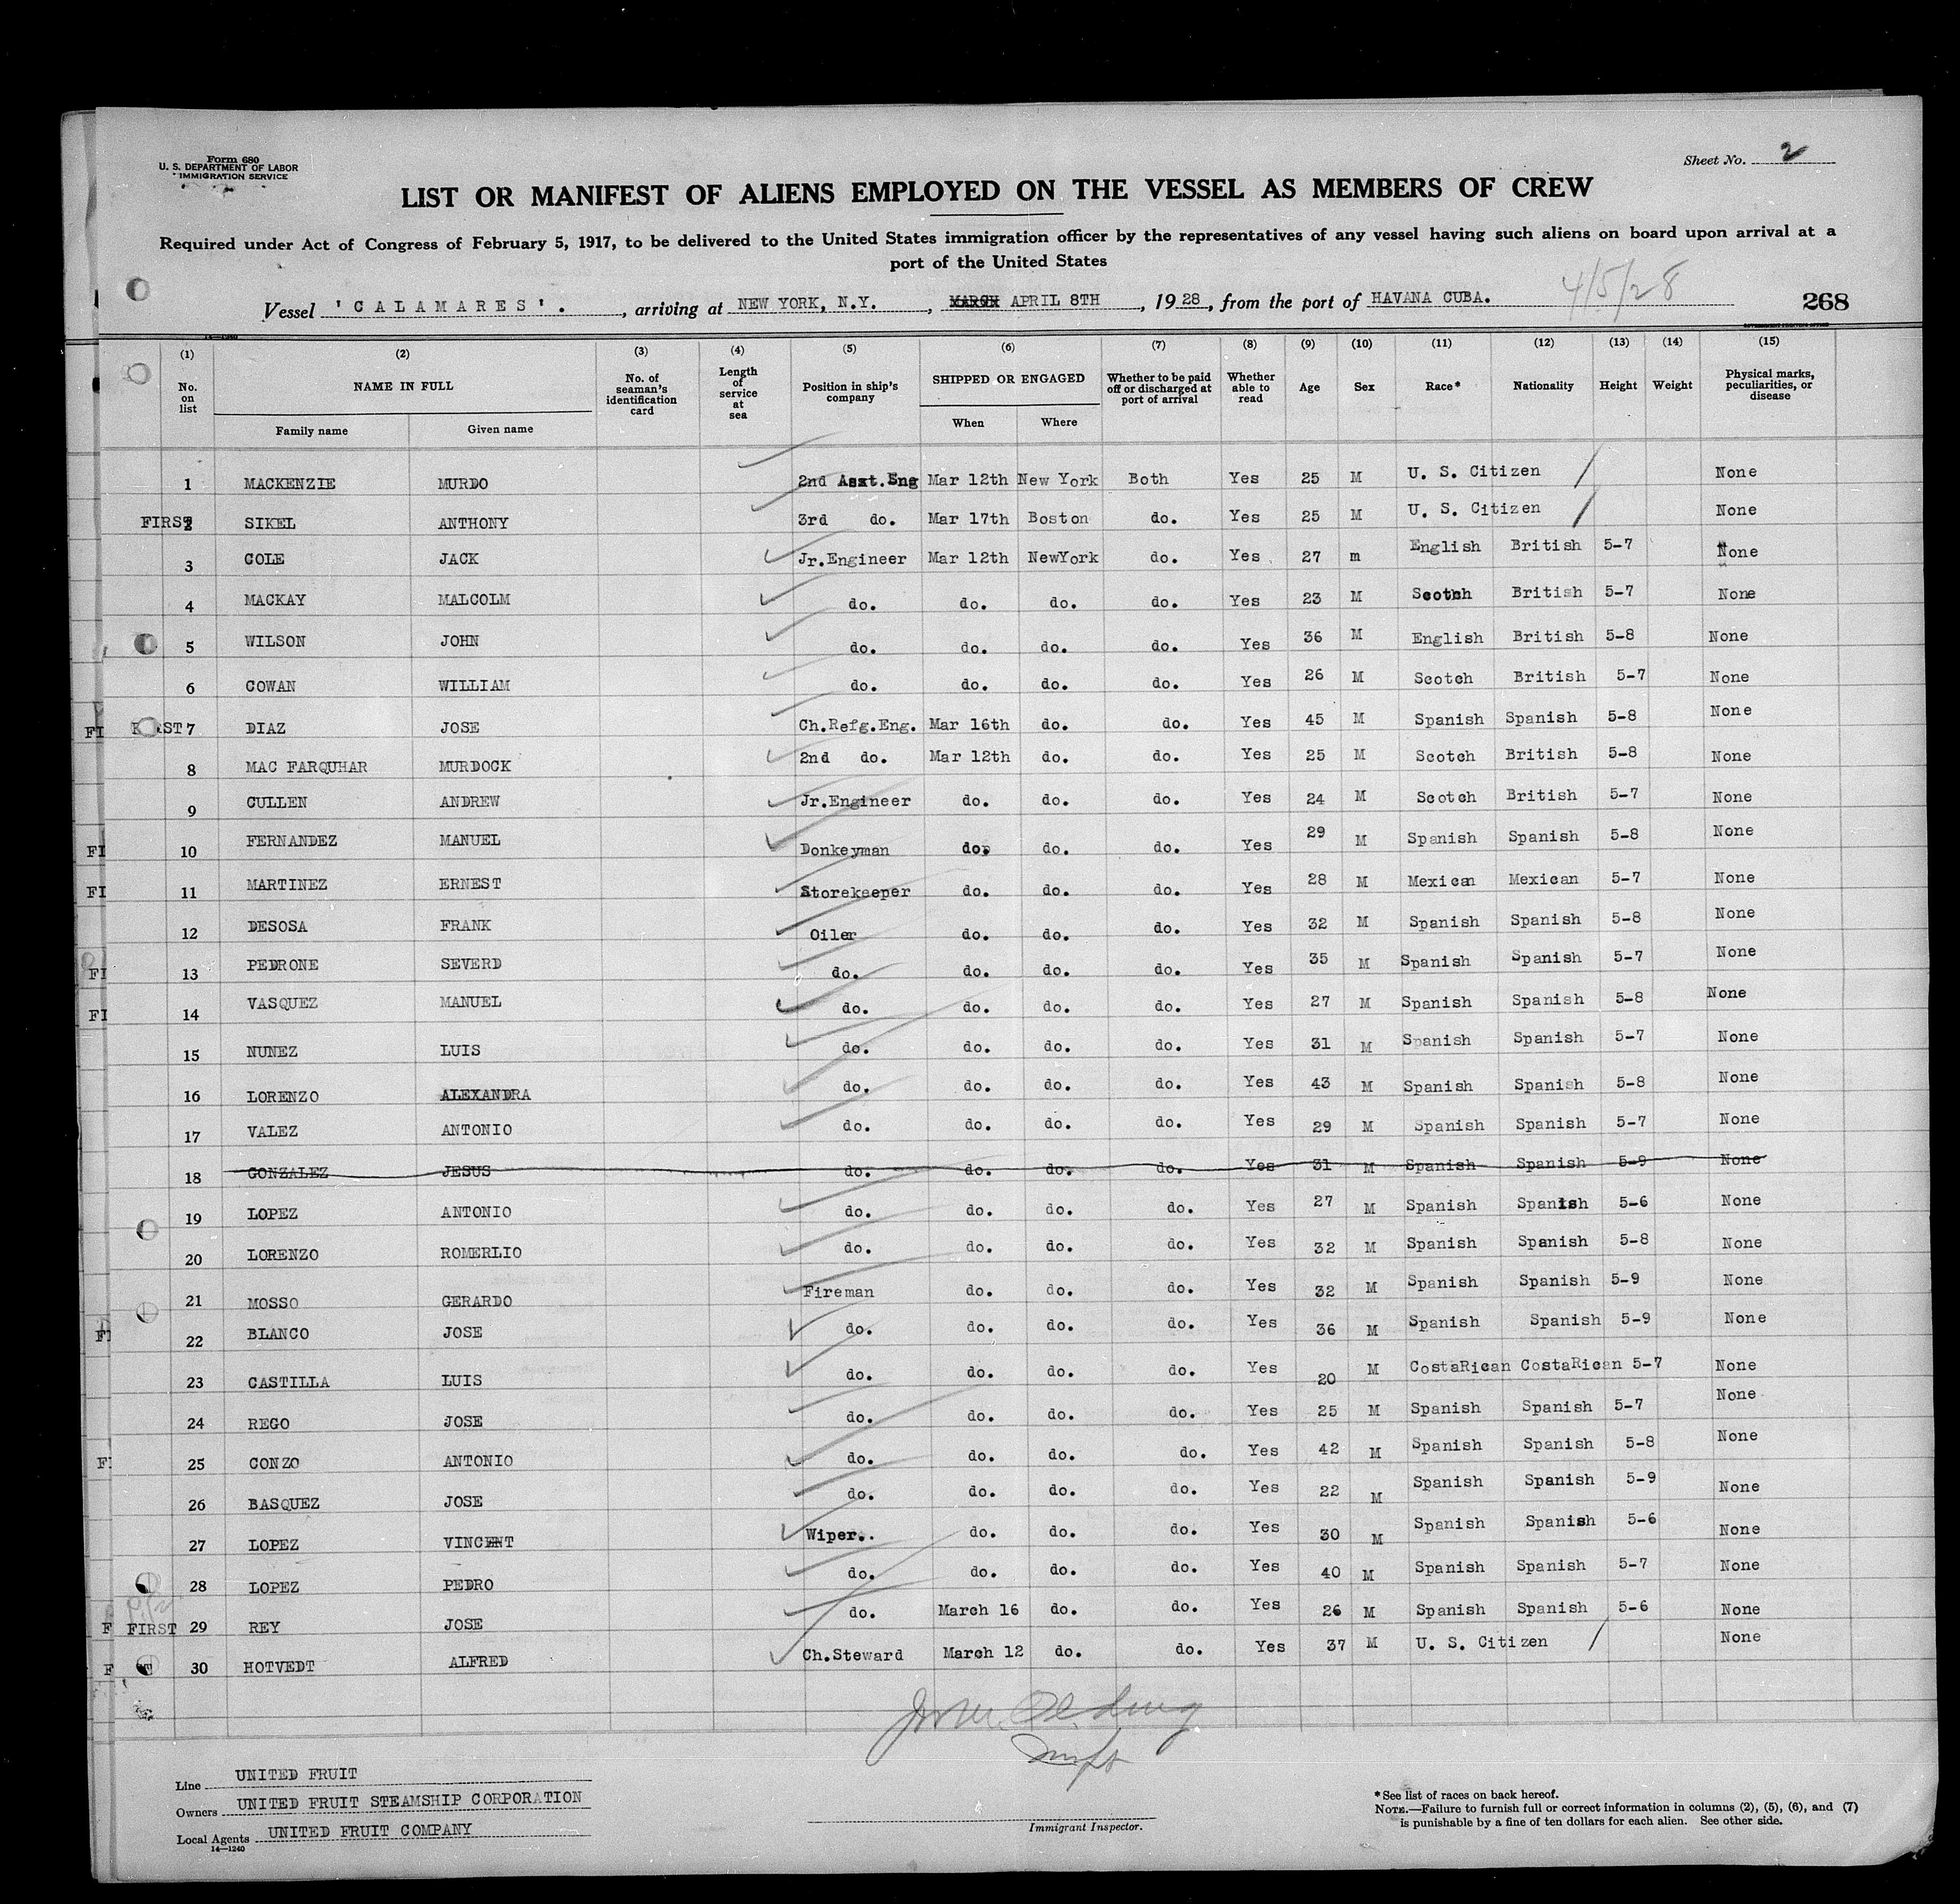 Form 680
U. S. DEPARTMENT OF LABOR
IMMIGRATION SERVICE
Sheet No. 2
LIST OR MANIFEST OF ALIENS EMPLOYED ON THE VESSEL AS MEMBERS OF CREW
Required under Act of Congress of February 5, 1917, to be delivered to the United States immigration officer by the representatives of any vessel having such aliens on board upon arrival at a
port of the United States
4/5/28
Vessel 'CALAMARES'. , arriving at NEW YORK, N.Y. , MARCH APRIL 8TH , 1928, from the port of HAVANA CUBA. 268
(1) (2) (3) (4) (5) (6) (7) (8) (9) (10) (11) (12) (13) (14) (15)
No. on list NAME IN FULL Family name Given name No. of seaman's identification card Length of service at sea Position in ship's company SHIPPED OR ENGAGED When Where Whether to be paid off or discharged at port of arrival Whether able to read Age Sex Race* Nationality Height Weight Physical marks, peculiarities, or disease
1 MACKENZIE MURDO 2nd Asst.Eng Mar 12th New York Both Yes 25 M U. S. Citizen None
FIRST 2 SIKEL ANTHONY 3rd do. Mar 17th Boston do. Yes 25 M U. S. Citizen None
3 COLE JACK Jr.Engineer Mar 12th NewYork do. Yes 27 m English British 5-7 None
4 MACKAY MALCOLM do. do. do. do. Yes 23 M Scotch British 5-7 None
5 WILSON JOHN do. do. do. do. Yes 36 M English British 5-8 None
6 COWAN WILLIAM do. do. do. do. Yes 26 M Scotch British 5-7 None
7 DIAZ JOSE Ch.Refg.Eng. Mar 16th do. do. Yes 45 M Spanish Spanish 5-8 None
8 MAC FARQUHAR MURDOCK 2nd do. Mar 12th do. do. Yes 25 M Scotch British 5-8 None
9 CULLEN ANDREW Jr.Engineer do. do. do. Yes 24 M Scotch British 5-7 None
10 FERNANDEZ MANUEL Donkeyman do. do. do. Yes 29 M Spanish Spanish 5-8 None
11 MARTINEZ ERNEST Storekeeper do. do. do. Yes 28 M Mexican Mexican 5-7 None
12 DESOSA FRANK Oiler do. do. do. Yes 32 M Spanish Spanish 5-8 None
13 PEDRONE SEVERD do. do. do. do. Yes 35 M Spanish Spanish 5-7 None
14 VASQUEZ MANUEL do. do. do. do. Yes 27 M Spanish Spanish 5-8 None
15 NUNEZ LUIS do. do. do. do. Yes 31 M Spanish Spanish 5-7 None
16 LORENZO ALEXANDRA do. do. do. do. Yes 43 M Spanish Spanish 5-8 None
17 VALEZ ANTONIO do. do. do. do. Yes 29 M Spanish Spanish 5-7 None
18 GONZALEZ JESUS do. do. do. do. Yes 31 M Spanish Spanish 5-9 None
19 LOPEZ ANTONIO do. do. do. do. Yes 27 M Spanish Spanish 5-6 None
20 LORENZO ROMERLIO do. do. do. do. Yes 32 M Spanish Spanish 5-8 None
21 MOSSO GERARDO Fireman do. do. do. Yes 32 M Spanish Spanish 5-9 None
22 BLANCO JOSE do. do. do. do. Yes 36 M Spanish Spanish 5-9 None
23 CASTILLA LUIS do. do. do. do. Yes 20 M CostaRican CostaRican 5-7 None
24 REGO JOSE do. do. do. do. Yes 25 M Spanish Spanish 5-7 None
25 CONZO ANTONIO do. do. do. do. Yes 42 M Spanish Spanish 5-8 None
26 BASQUEZ JOSE do. do. do. do. Yes 22 M Spanish Spanish 5-9 None
27 LOPEZ VINCENT Wiper.. do. do. do. Yes 30 M Spanish Spanish 5-6 None
28 LOPEZ PEDRO do. do. do. do. Yes 40 M Spanish Spanish 5-7 None
FIRST 29 REY JOSE do. March 16 do. do. Yes 26 M Spanish Spanish 5-6 None
30 HOTVEDT ALFRED Ch.Steward March 12 do. do. Yes 37 M U. S. Citizen None
Line UNITED FRUIT
Owners UNITED FRUIT STEAMSHIP CORPORATION
Local Agents UNITED FRUIT COMPANY
14—1240
Immigrant Inspector.
*See list of races on back hereof.
NOTE.—Failure to furnish full or correct information in columns (2), (5), (6), and (7)
is punishable by a fine of ten dollars for each alien. See other side.